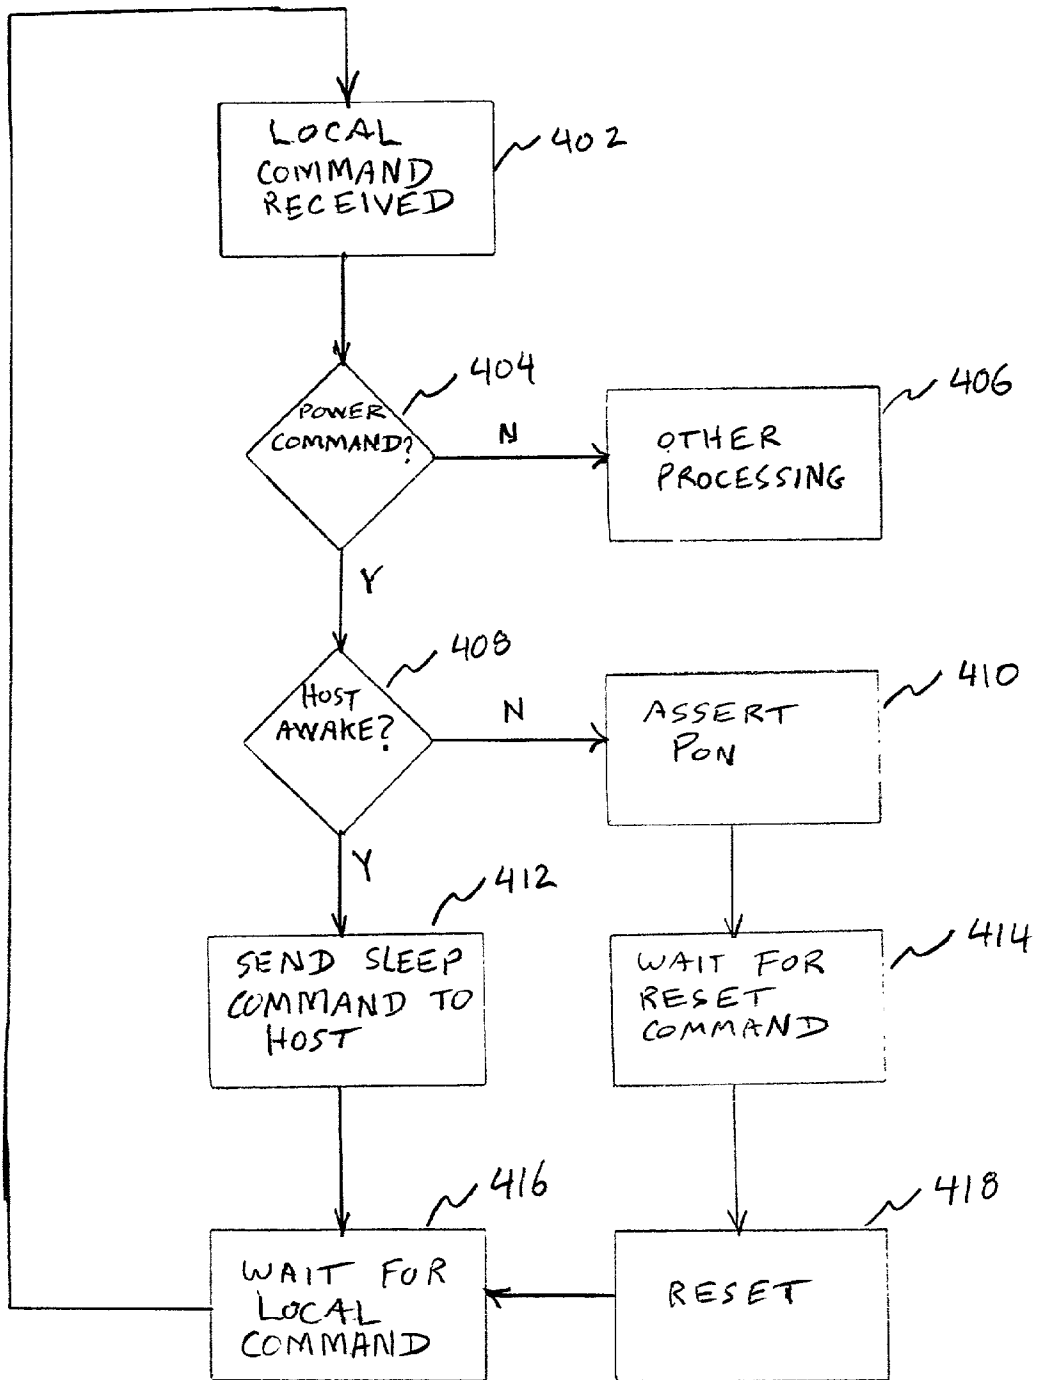 LOCAL
COMMAND
RECEIVED
402
404
POWER
COMMAND?
N
406
OTHER
PROCESSING
Y
408
HOST
AWAKE?
N
410
ASSERT
PON
Y
412
SEND SLEEP
COMMAND TO
HOST
414
WAIT FOR
RESET
COMMAND
416
WAIT FOR
LOCAL
COMMAND
418
RESET